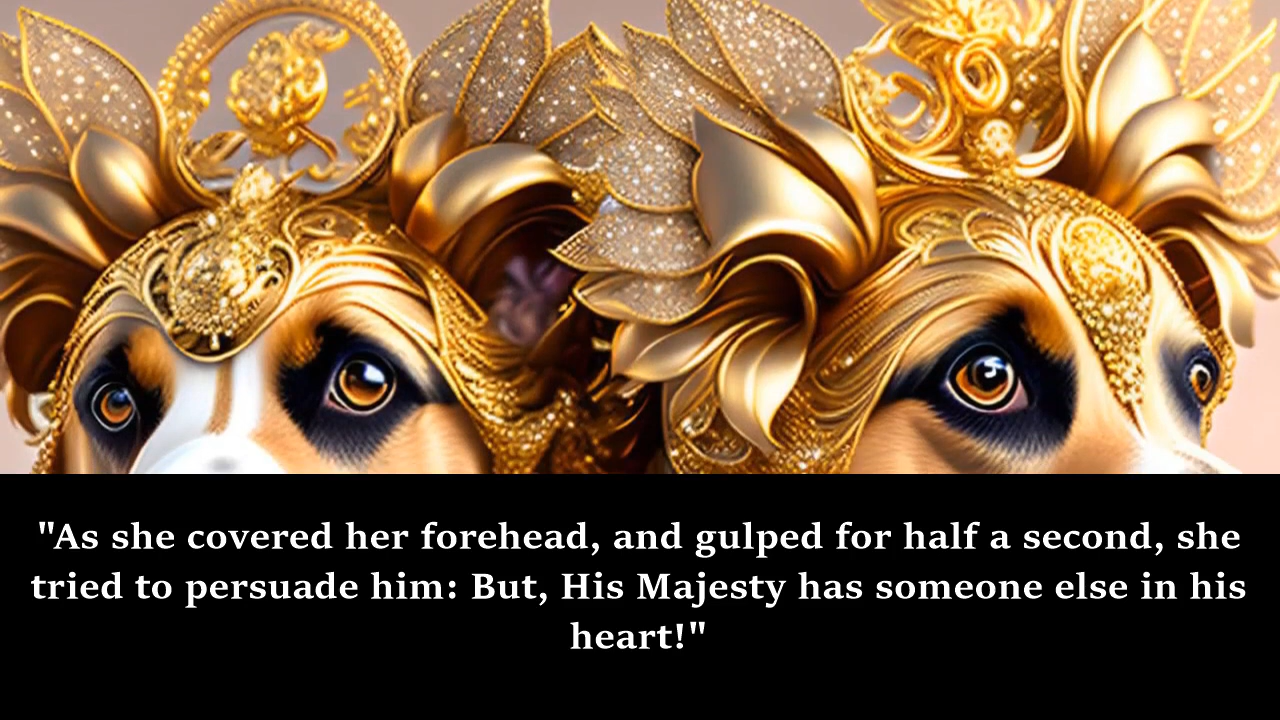 "As she covered her forehead, and gulped for half a second, she
tried to persuade him: But, His Majesty has someone else in his
heart!"